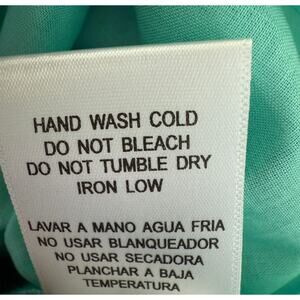 HAND WASH COLD
DO NOT BLEACH
DO NOT TUMBLE DRY
IRON LOW
LAVAR A MANO AGUA FRIA
NO USAR BLANQUEADOR
NO USAR SECADORA
PLANCHAR A BAJA
TEMPERATURA